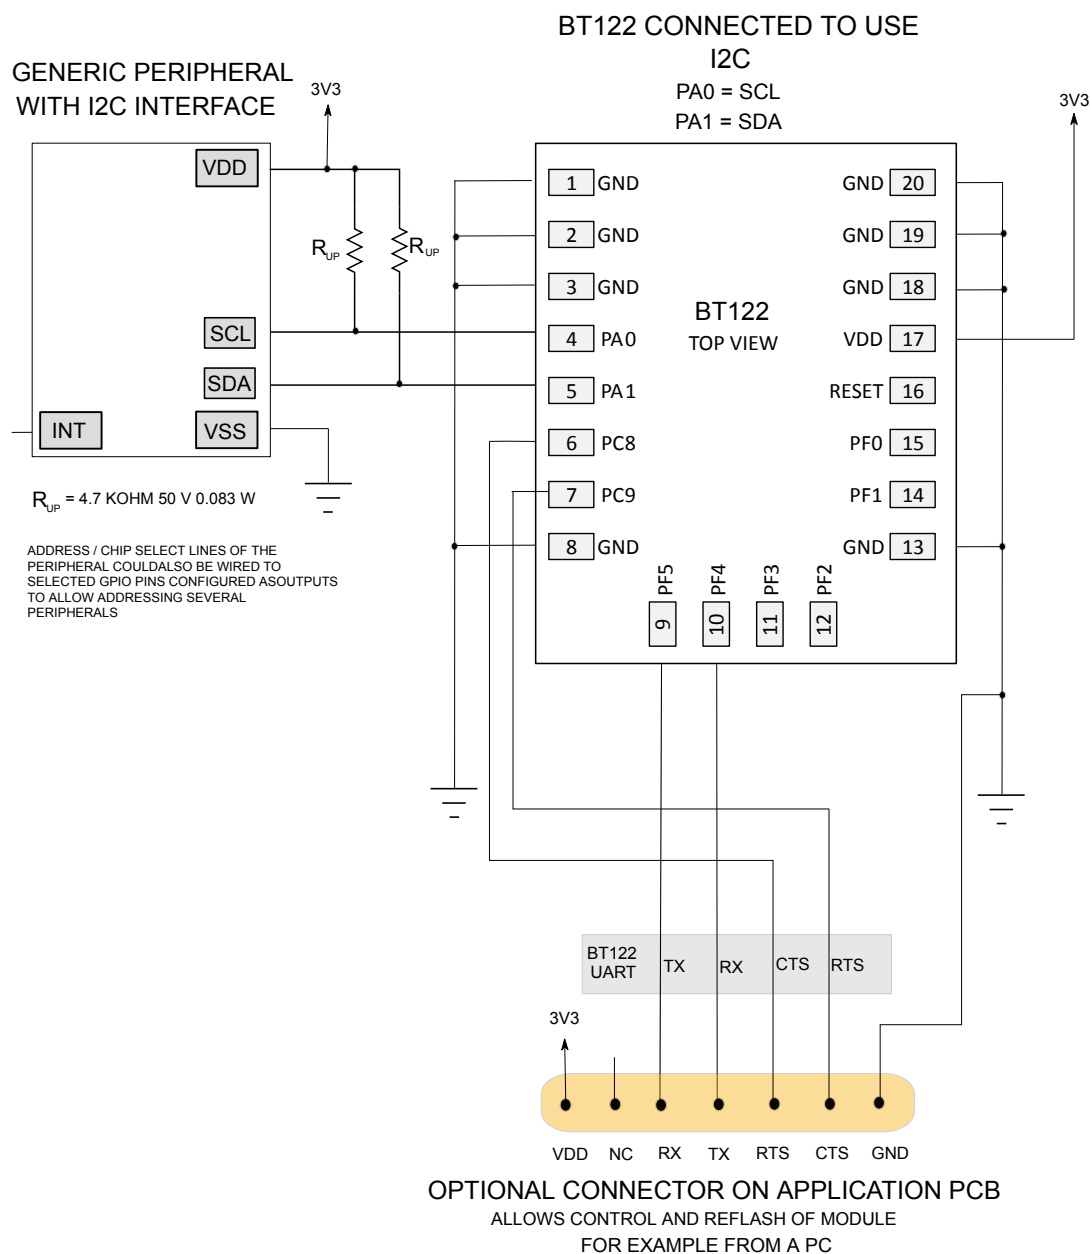 BT122 CONNECTED TO USE
I2C
PA0 = SCL
PA1 = SDA
GENERIC PERIPHERAL
WITH I2C INTERFACE
3V3
3V3
VDD
RUP
RUP
SCL
SDA
INT
VSS
RUP = 4.7 KOHM 50 V 0.083 W
ADDRESS / CHIP SELECT LINES OF THE
PERIPHERAL COULDALSO BE WIRED TO
SELECTED GPIO PINS CONFIGURED ASOUTPUTS
TO ALLOW ADDRESSING SEVERAL
PERIPHERALS
1 GND
2 GND
3 GND
4 PA0
5 PA1
6 PC8
7 PC9
8 GND
BT122
TOP VIEW
GND 20
GND 19
GND 18
VDD 17
RESET 16
PF0 15
PF1 14
GND 13
PF5
PF4
PF3
PF2
9
10
11
12
BT122
UART
TX
RX
CTS
RTS
3V3
VDD NC RX TX RTS CTS GND
OPTIONAL CONNECTOR ON APPLICATION PCB
ALLOWS CONTROL AND REFLASH OF MODULE
FOR EXAMPLE FROM A PC